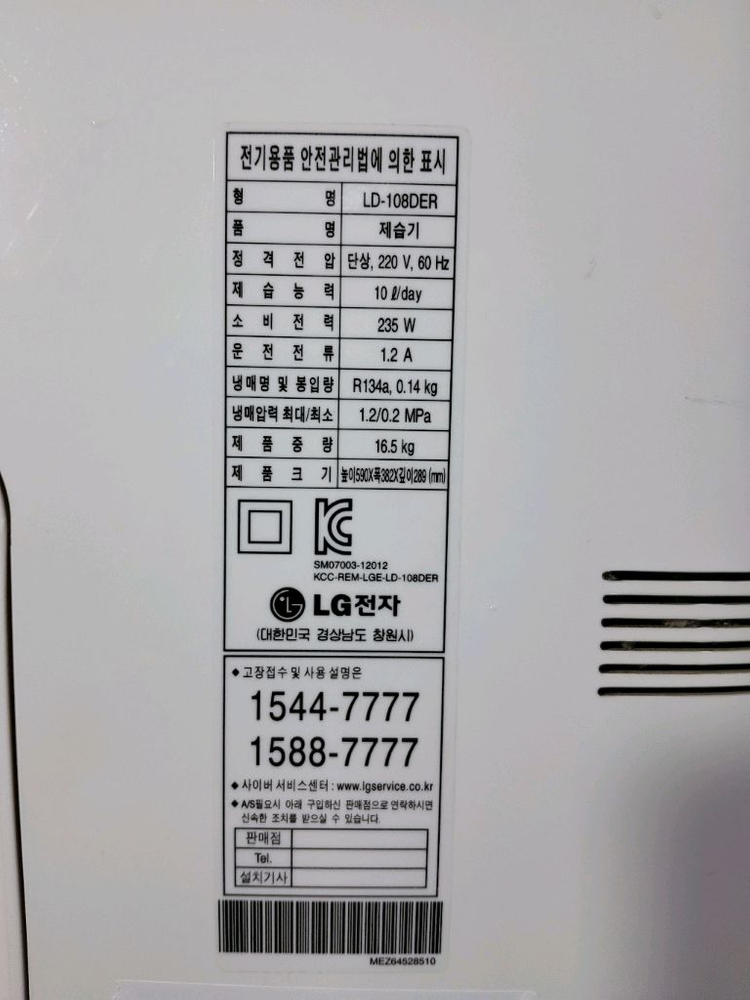 전기용품 안전관리법에 의한 표시
형 명 LD-108DER
품 명 제습기
정 격 전 압 단상, 220 V, 60 Hz
제 습 능 력 10 ℓ/day
소 비 전 력 235 W
운 전 전 류 1.2 A
냉매명 및 봉입량 R134a, 0.14 kg
냉매압력 최대/최소 1.2/0.2 MPa
제 품 중 량 16.5 kg
제 품 크 기 높이590X폭382X깊이289 (mm)
SM07003-12012
KCC-REM-LGE-LD-108DER
LG전자
(대한민국 경상남도 창원시)
◆ 고장접수 및 사용 설명은
1544-7777
1588-7777
◆ 사이버 서비스센터 : www.lgservice.co.kr
◆ A/S필요시 아래 구입하신 판매점으로 연락하시면
신속한 조치를 받으실 수 있습니다.
판매점
Tel.
설치기사
MEZ64528510